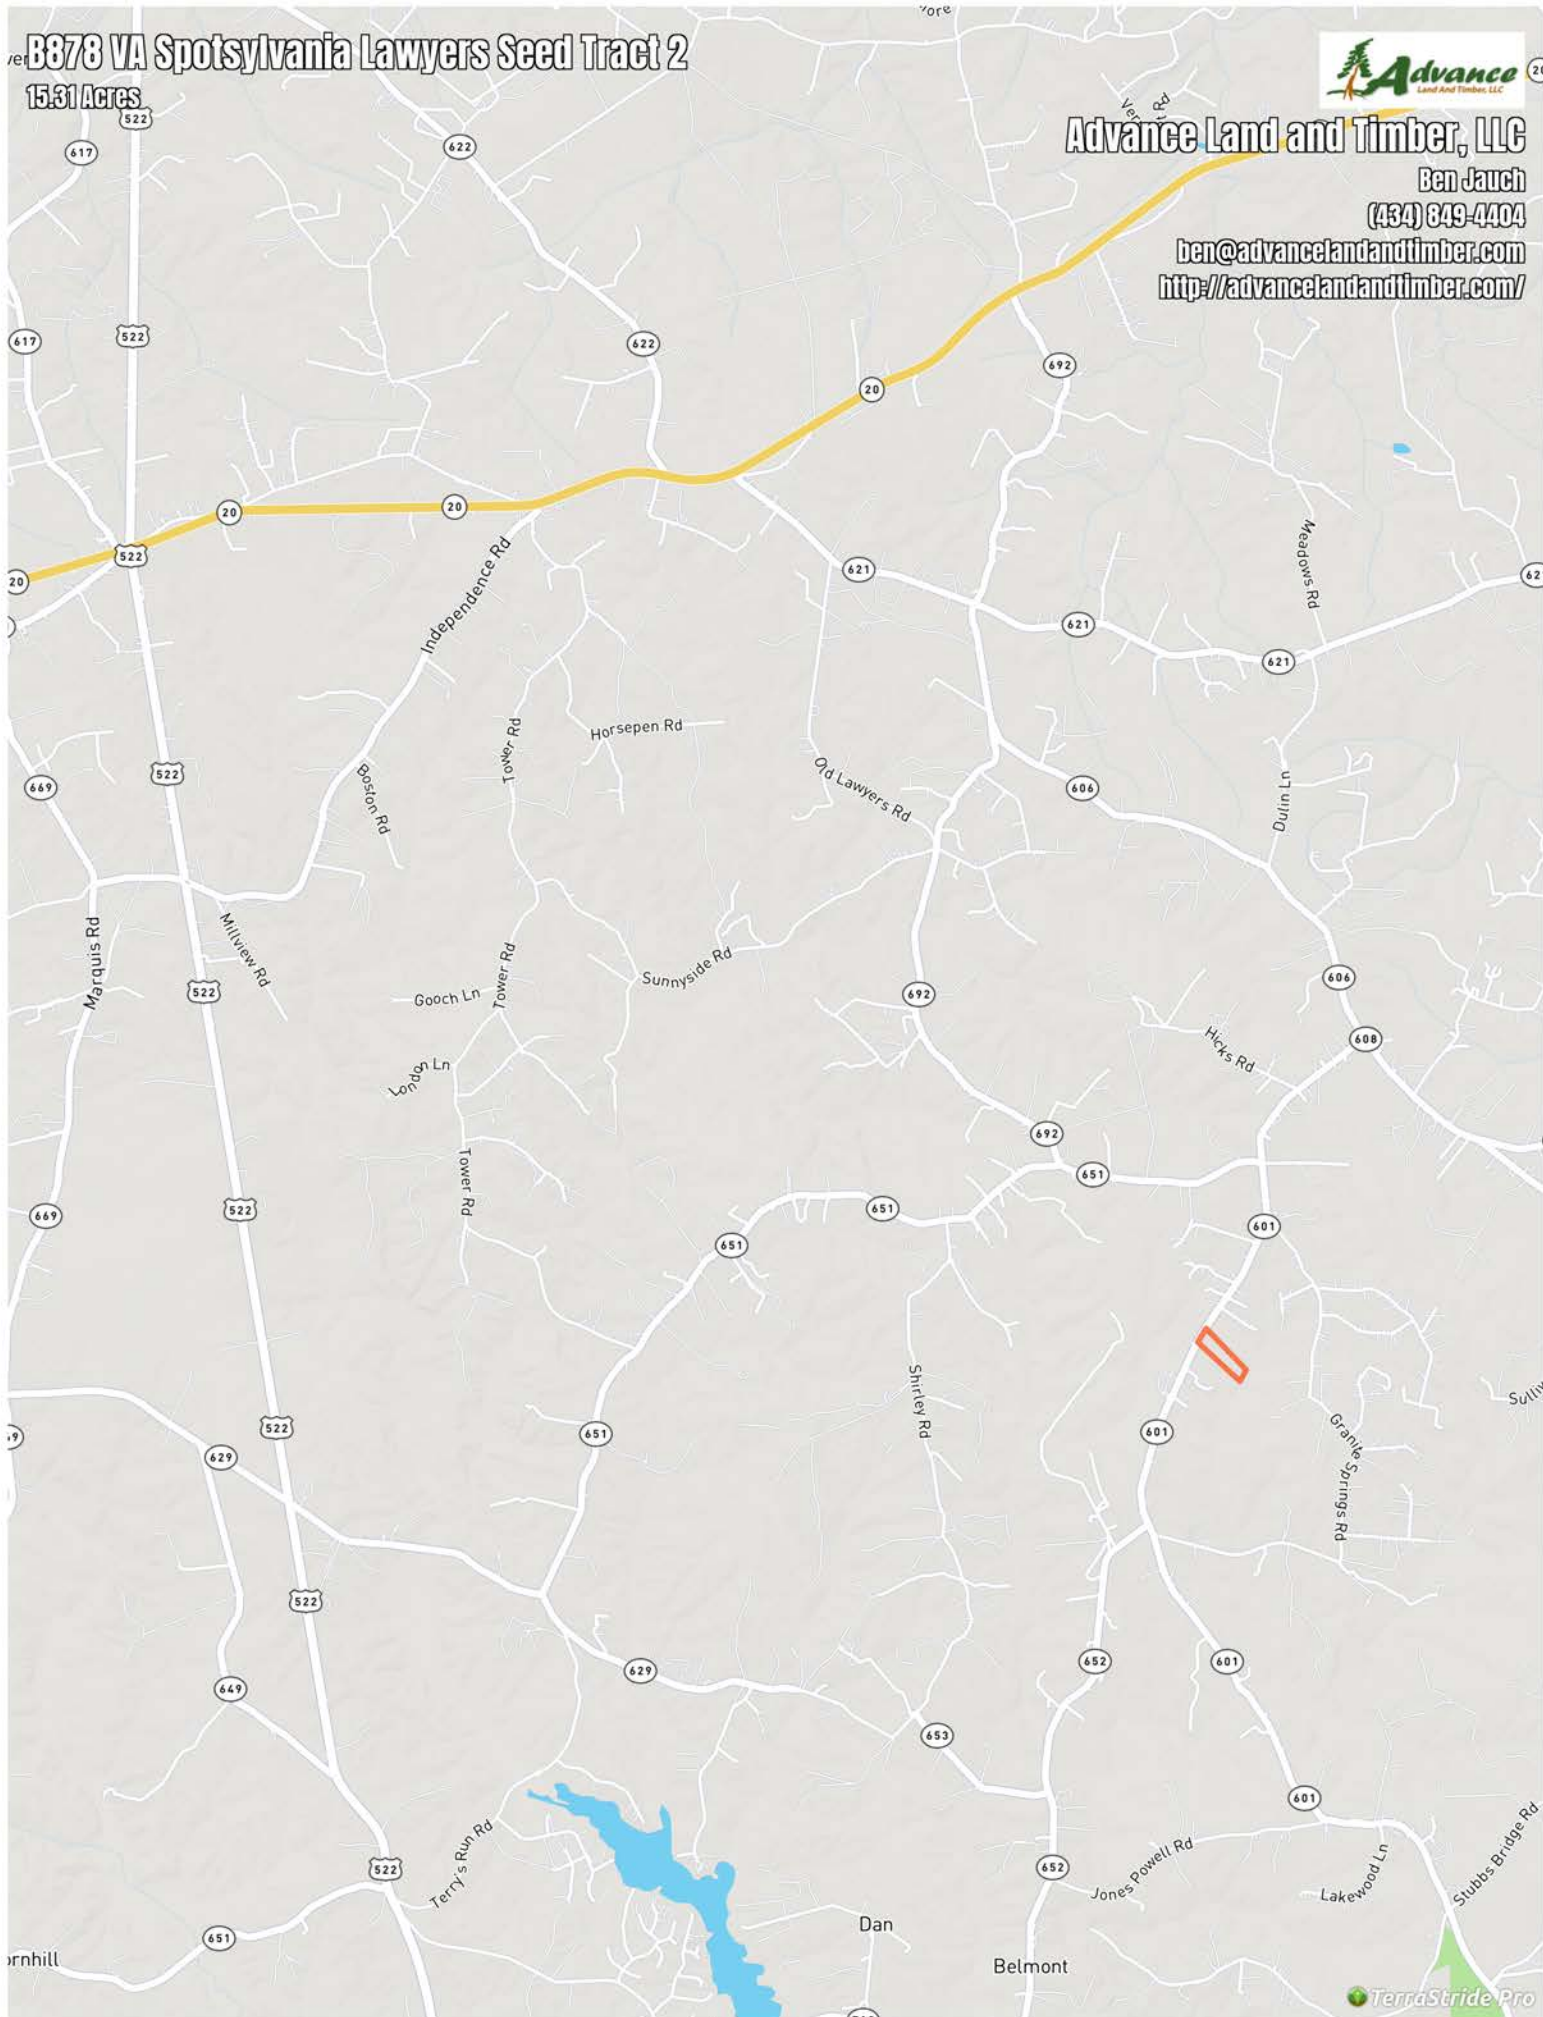 B878 VA Spotsylvania Lawyers Seed Tract 2
15.31 Acres
Advance
Land And Timber, LLC
Advance Land and Timber, LLC
Ben Jauch
(434) 849-4404
ben@advancelandandtimber.com
http://advancelandandtimber.com/
522
617
622
20
617
522
622
692
20
20
20
522
20
621
621
621
Independence Rd
Meadows Rd
Horsepen Rd
Tower Rd
Old Lawyers Rd
522
669
Boston Rd
606
Dulin Ln
Marquis Rd
Millview Rd
522
Gooch Ln
Tower Rd
Sunnyside Rd
692
606
608
Hicks Rd
London Ln
692
651
Tower Rd
669
522
651
651
601
Shirley Rd
522
651
601
629
Granite Springs Rd
522
649
629
652
601
653
601
Terry's Run Rd
522
652
Jones Powell Rd
Lakewood Ln
Stubbs Bridge Rd
651
Dan
Belmont
TerraStride Pro